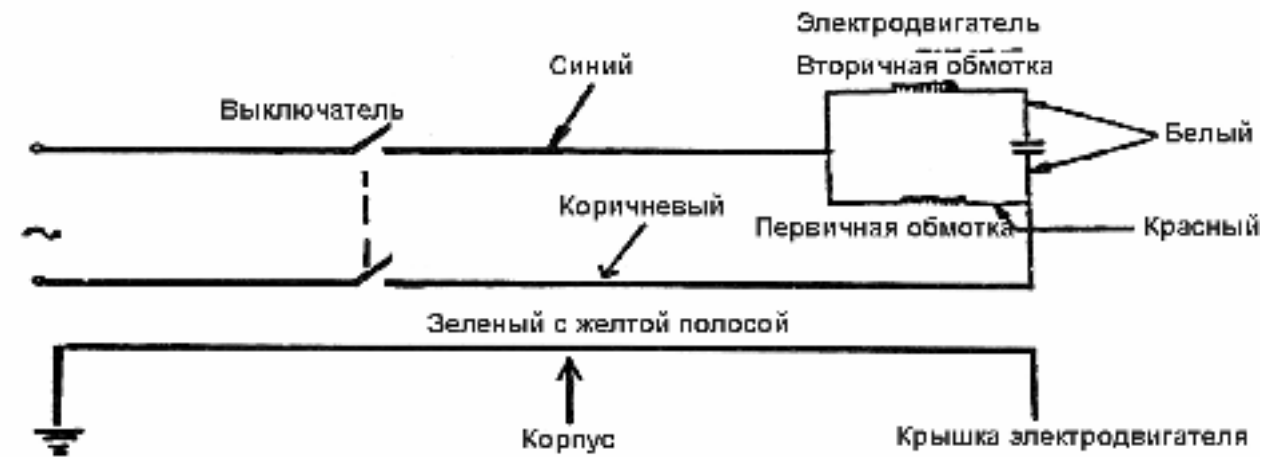 Электродвигатель
Синий
Вторичная обмотка
Выключатель
Белый
Коричневый
Первичная обмотка
Красный
~
Зеленый с желтой полосой
Корпус
Крышка электродвигателя